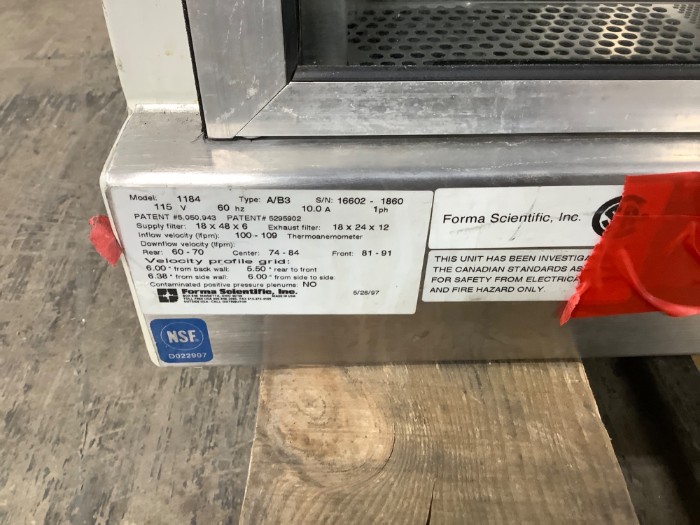 Model: 1184 Type: A/B3 S/N: 16602 - 1860
115 V 60 hz 10.0 A 1ph
PATENT #5,050,943 PATENT# 5295902
Supply filter: 18 x 48 x 6 Exhaust filter: 18 x 24 x 12
Inflow velocity (lfpm): 100 - 109 Thermoanemometer
Downflow velocity (lfpm):
Rear: 60 - 70 Center: 74 - 84 Front: 81 - 91
Velocity profile grid:
6.00 " from back wall: 5.50 " rear to front
6.38 " from side wall: 6.00 " from side to side
Contaminated positive pressure plenums: NO
Forma Scientific, Inc. 5/28/97
MADE IN USA
NSF.
D022907
Forma Scientific, Inc.
THIS UNIT HAS BEEN INVESTIGA
THE CANADIAN STANDARDS AS
FOR SAFETY FROM ELECTRICA
AND FIRE HAZARD ONLY.